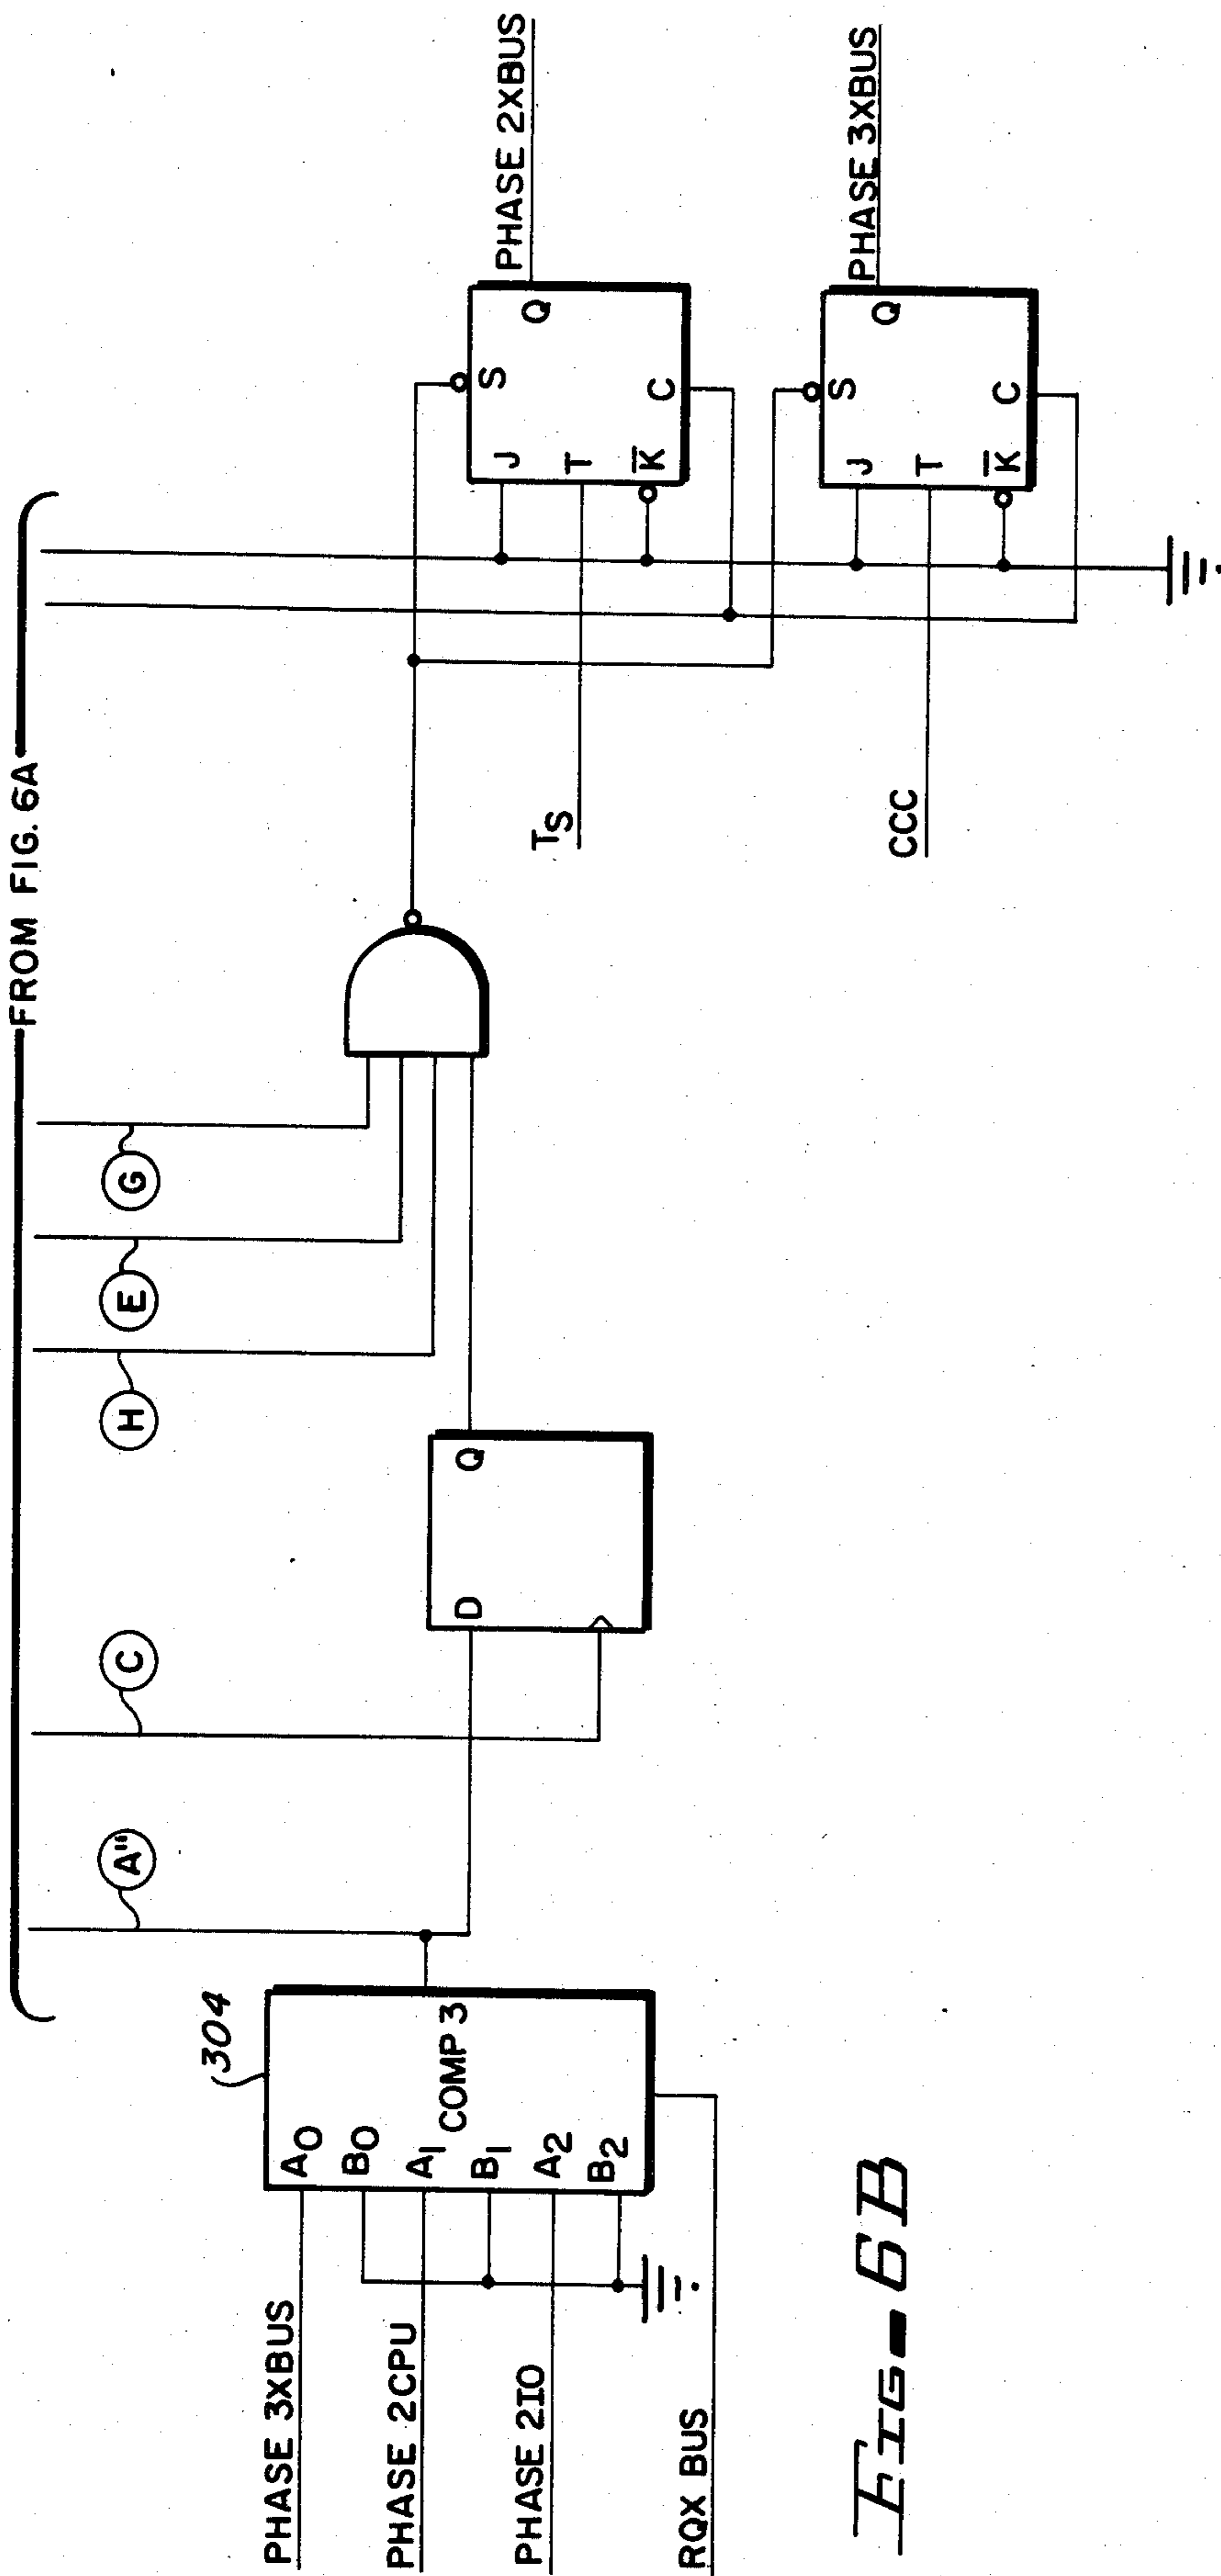 FROM FIG. 6A
A"
C
H
E
G
304
PHASE 3XBUS
PHASE 2CPU
PHASE 2IO
RQX BUS
A0
B0
A1
B1
A2
B2
COMP 3
D
Q
TS
CCC
J
T
K̅
S
C
Q
PHASE 2XBUS
J
T
K̅
S
C
Q
PHASE 3XBUS
FIG-6B